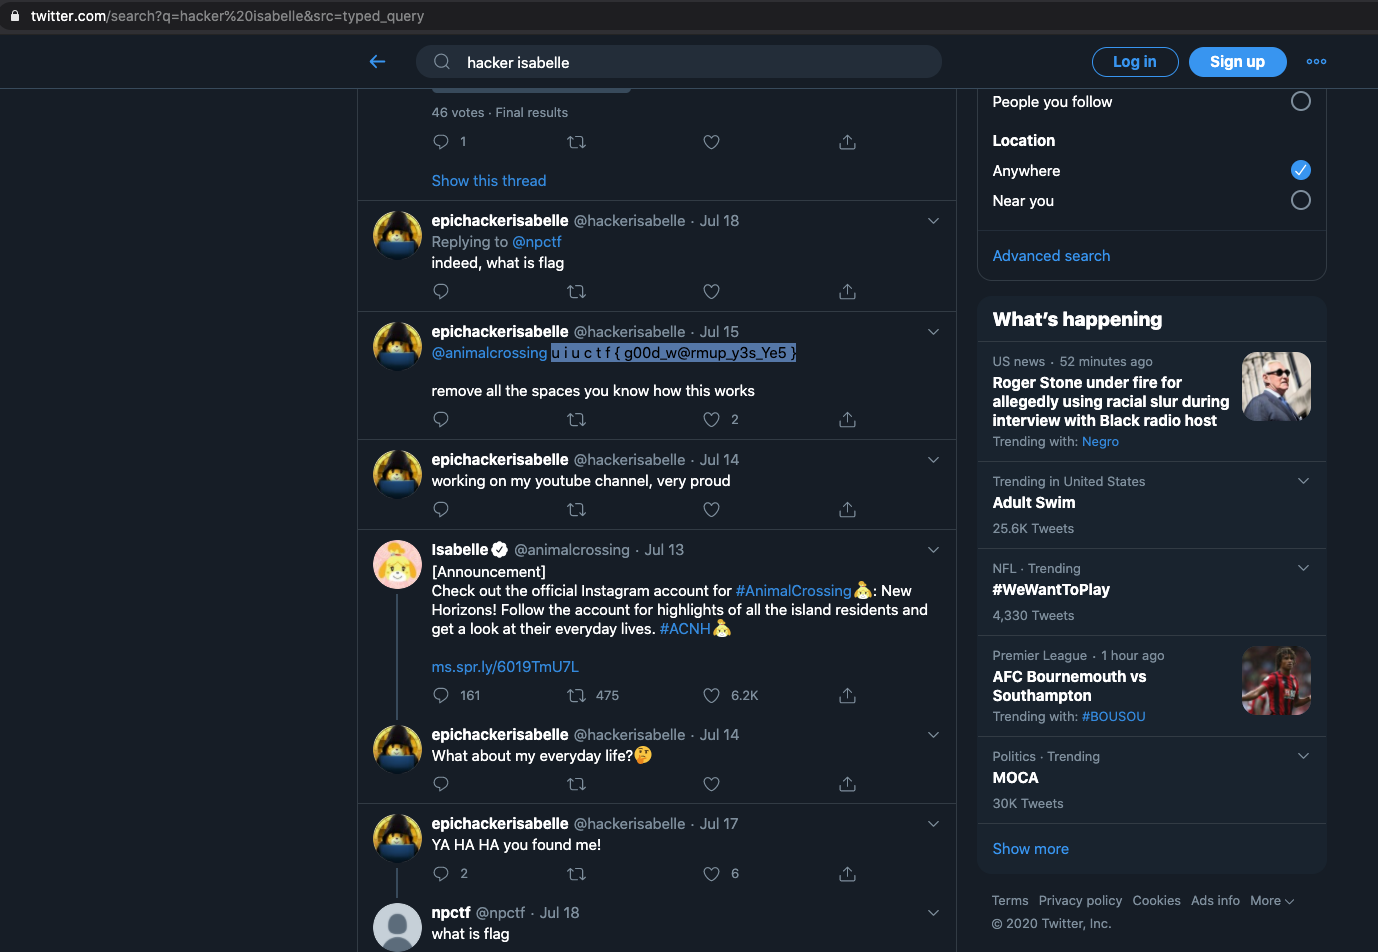 twitter.com/search?q=hacker%20isabelle&src=typed_query
hacker isabelle
Log in
Sign up
46 votes · Final results
1
Show this thread
epichackerisabelle @hackerisabelle · Jul 18
Replying to @npctf
indeed, what is flag
epichackerisabelle @hackerisabelle · Jul 15
@animalcrossing u i u c t f { g00d_w@rmup_y3s_Ye5 }
remove all the spaces you know how this works
2
epichackerisabelle @hackerisabelle · Jul 14
working on my youtube channel, very proud
Isabelle @animalcrossing · Jul 13
[Announcement]
Check out the official Instagram account for #AnimalCrossing: New
Horizons! Follow the account for highlights of all the island residents and
get a look at their everyday lives. #ACNH
ms.spr.ly/6019TmU7L
161 475 6.2K
epichackerisabelle @hackerisabelle · Jul 14
What about my everyday life?🤔
epichackerisabelle @hackerisabelle · Jul 17
YA HA HA you found me!
2 6
npctf @npctf · Jul 18
what is flag
People you follow
Location
Anywhere
Near you
Advanced search
What's happening
US news · 52 minutes ago
Roger Stone under fire for
allegedly using racial slur during
interview with Black radio host
Trending with: Negro
Trending in United States
Adult Swim
25.6K Tweets
NFL · Trending
#WeWantToPlay
4,330 Tweets
Premier League · 1 hour ago
AFC Bournemouth vs
Southampton
Trending with: #BOUSOU
Politics · Trending
MOCA
30K Tweets
Show more
Terms Privacy policy Cookies Ads info More
© 2020 Twitter, Inc.